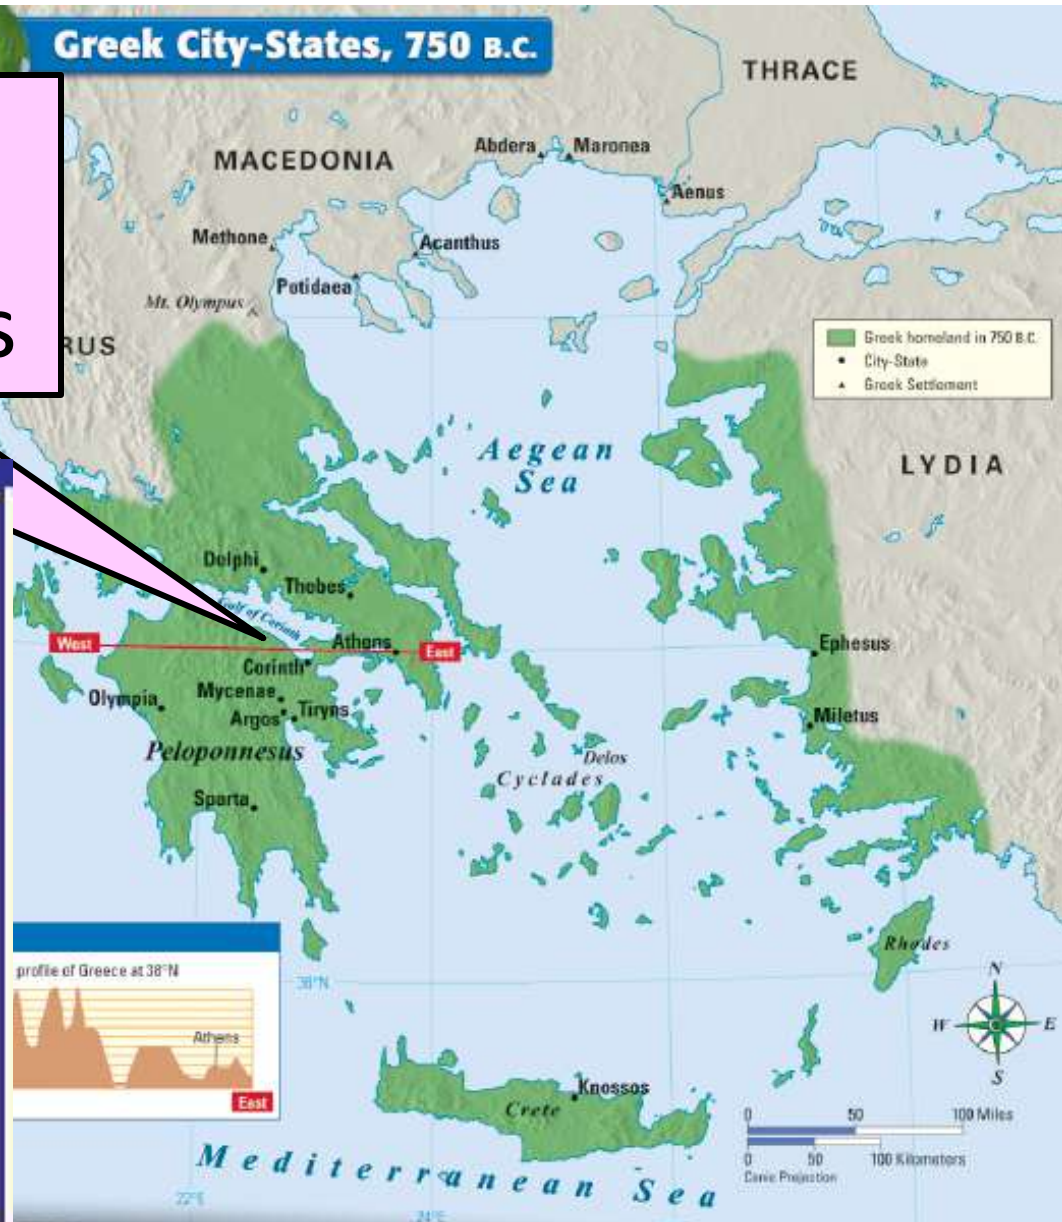 Greek City-States, 750 B.C.
THRACE
Abdera
Maronea
MACEDONIA
Aenus
Methone
Acanthus
Potidaea
Mt. Olympus
S
RUS
Greek homeland in 750 B.C.
City-State
Greek Settlement
Aegean
Sea
LYDIA
Delphi
Thebes
Gulf of Corinth
West
Athens
East
Ephesus
Corinth
Olympia
Mycenae
Argos
Tiryns
Miletus
Peloponnesus
Delos
Cyclades
Sparta
Rhodes
profile of Greece at 38°N
36°N
N
W
E
S
Athens
East
Knossos
Crete
0 50 100 Miles
0 50 100 Kilometers
Conic Projection
Mediterranean Sea
22°E
24°E